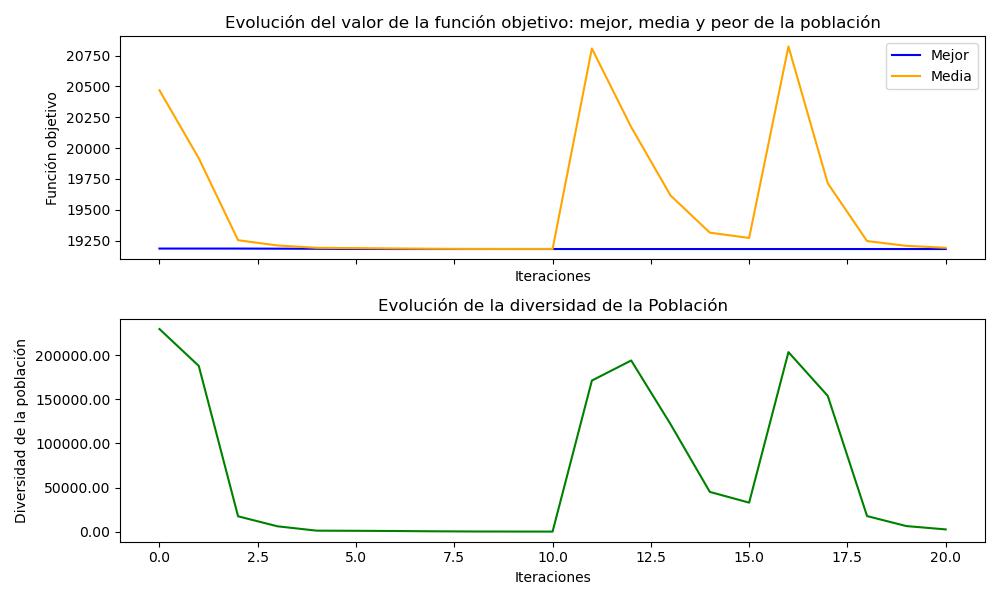 Evolución del valor de la función objetivo: mejor, media y peor de la población
Función objetivo
20750
20500
20250
20000
19750
19500
19250
Mejor
Media
Iteraciones
Evolución de la diversidad de la Población
Diversidad de la población
200000.00
150000.00
100000.00
50000.00
0.00
0.0 2.5 5.0 7.5 10.0 12.5 15.0 17.5 20.0
Iteraciones